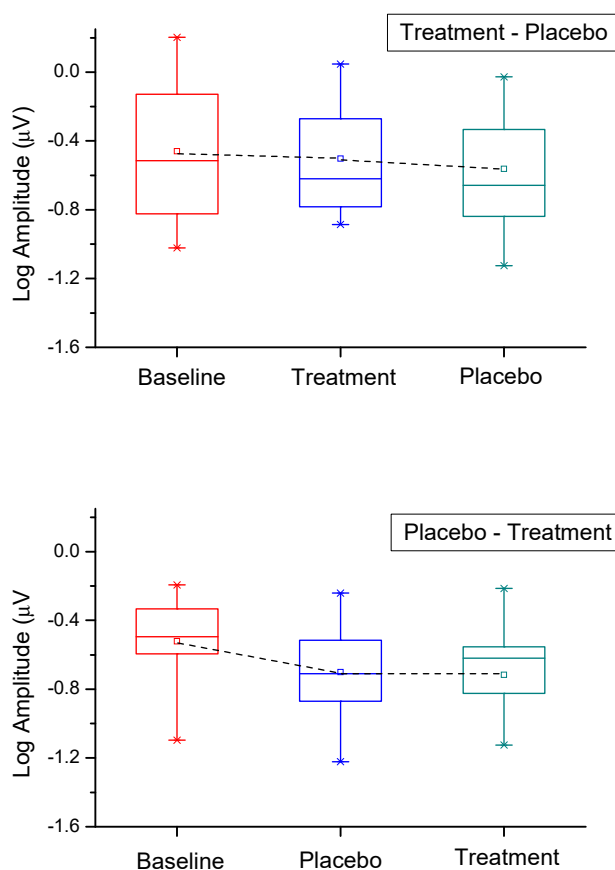 Treatment - Placebo
0.0
-0.4
-0.8
-1.2
-1.6
Log Amplitude (μV)
Baseline
Treatment
Placebo
Placebo - Treatment
0.0
-0.4
-0.8
-1.2
-1.6
Log Amplitude (μV
Baseline
Placebo
Treatment